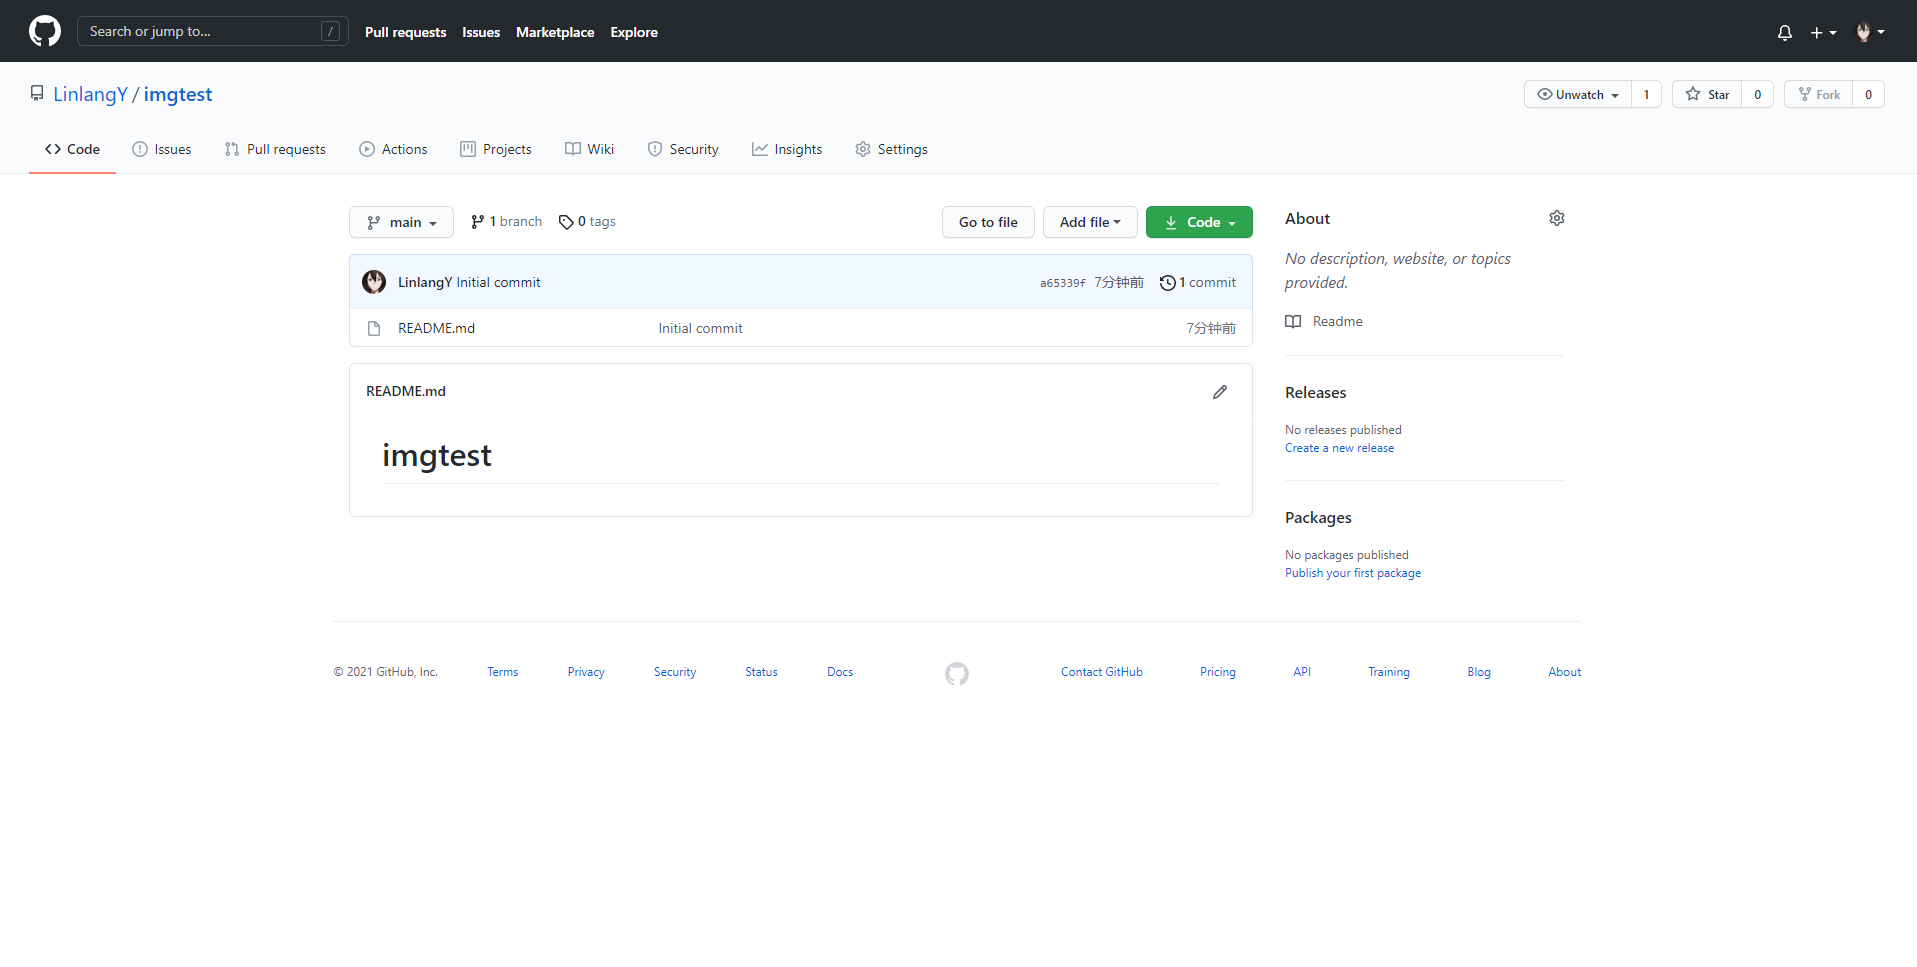 Search or jump to... /
Pull requests Issues Marketplace Explore
LinlangY / imgtest
Unwatch 1 Star 0 Fork 0
Code Issues Pull requests Actions Projects Wiki Security Insights Settings
main 1 branch 0 tags Go to file Add file Code
LinlangY Initial commit a65339f 7分钟前 1 commit
README.md Initial commit 7分钟前
README.md
imgtest
About
No description, website, or topics
provided.
Readme
Releases
No releases published
Create a new release
Packages
No packages published
Publish your first package
© 2021 GitHub, Inc. Terms Privacy Security Status Docs Contact GitHub Pricing API Training Blog About